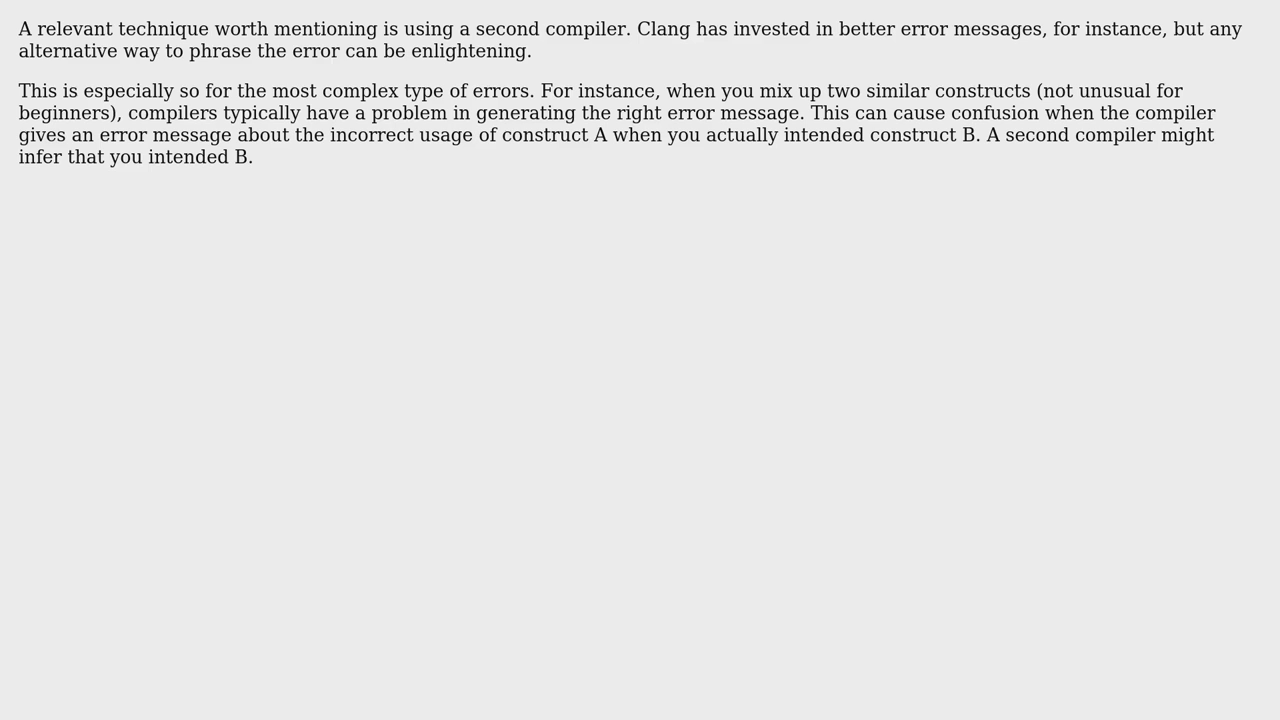 A relevant technique worth mentioning is using a second compiler. Clang has invested in better error messages, for instance, but any
alternative way to phrase the error can be enlightening.
This is especially so for the most complex type of errors. For instance, when you mix up two similar constructs (not unusual for
beginners), compilers typically have a problem in generating the right error message. This can cause confusion when the compiler
gives an error message about the incorrect usage of construct A when you actually intended construct B. A second compiler might
infer that you intended B.